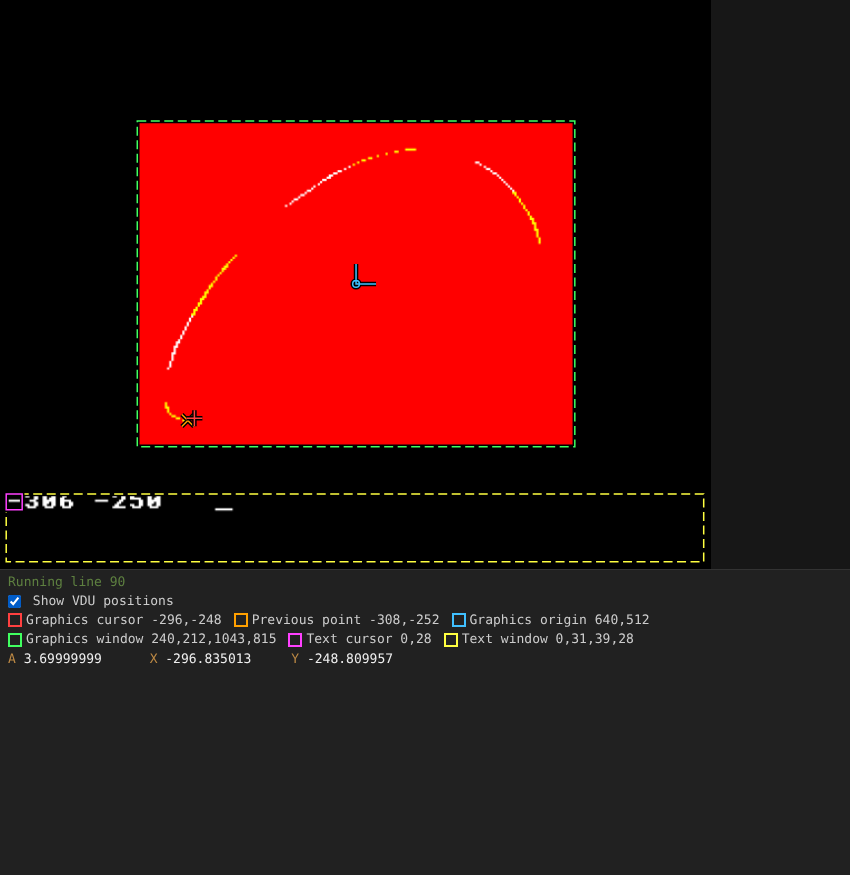 -306 -250 _
Running line 90
Show VDU positions
Graphics cursor -296,-248 Previous point -308,-252 Graphics origin 640,512
Graphics window 240,212,1043,815 Text cursor 0,28 Text window 0,31,39,28
A 3.69999999 X -296.835013 Y -248.809957